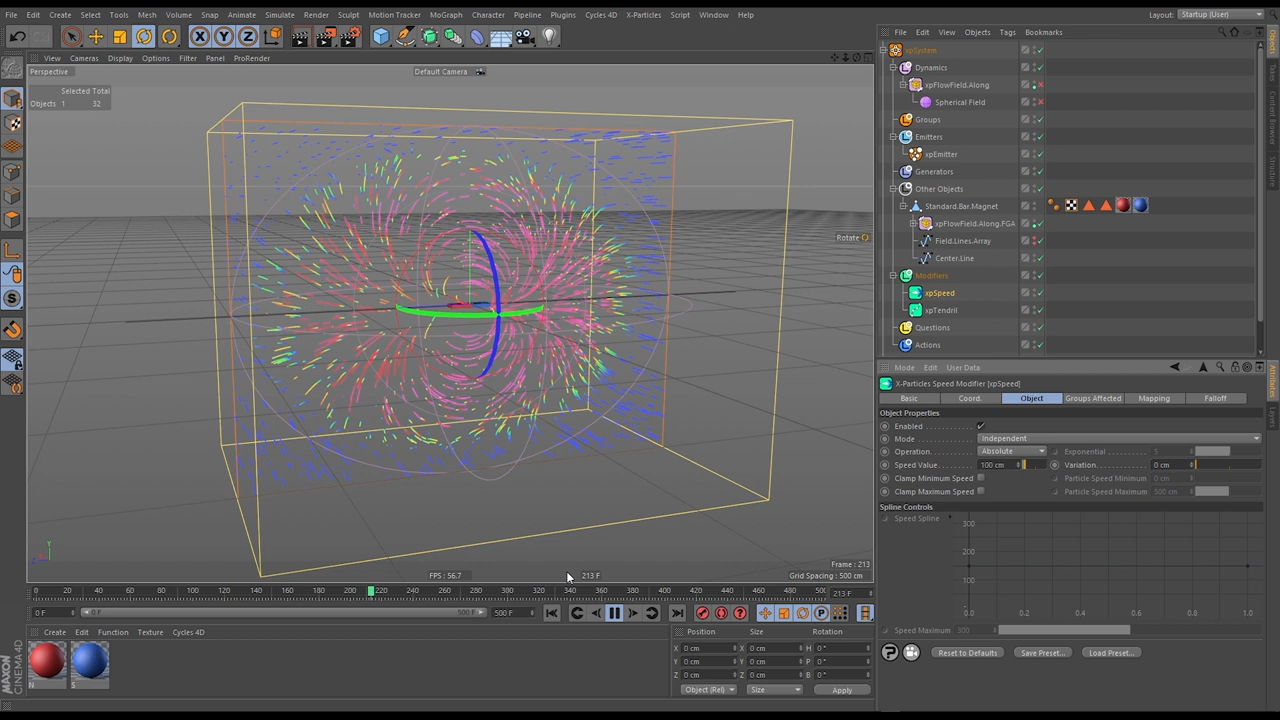 File Edit Create Select Tools Mesh Volume Snap Animate Simulate Render Sculpt Motion Tracker MoGraph Character Pipeline Plugins Cycles 4D X-Particles Script Window Help
Layout: Startup (User)
X Y Z
File Edit View Objects Tags Bookmarks
View Cameras Display Options Filter Panel ProRender
Perspective
Default Camera
Selected Total
Objects 1 32
Rotate
xpSystem
Dynamics
xpFlowField.Along
Spherical Field
Groups
Emitters
xpEmitter
Generators
Other Objects
Standard.Bar.Magnet
xpFlowField.Along.FGA
Field.Lines.Array
Center.Line
Modifiers
xpSpeed
xpTendril
Questions
Actions
Objects
Takes
Content Browser
Structure
Mode Edit User Data
X-Particles Speed Modifier [xpSpeed]
Basic Coord. Object Groups Affected Mapping Falloff
Object Properties
Enabled
Mode Independent
Operation. Absolute Exponential 5
Speed Value 100 cm Variation. 0 cm
Clamp Minimum Speed Particle Speed Minimum 0 cm
Clamp Maximum Speed Particle Speed Maximum 500 cm
Spline Controls
Speed Spline
300
200
100
0.0 0.2 0.4 0.6 0.8 1.0
Speed Maximum 300
Reset to Defaults Save Preset... Load Preset...
Attributes
Layers
FPS : 56.7
213 F
Frame : 213
Grid Spacing : 500 cm
0 20 40 60 80 100 120 140 160 180 200 220 240 260 280 300 320 340 360 380 400 420 440 460 480 500
213 F
0 F 0 F 500 F 500 F
Create Edit Function Texture Cycles 4D
N S
Position Size Rotation
X 0 cm X 0 cm H 0 °
Y 0 cm Y 0 cm P 0 °
Z 0 cm Z 0 cm B 0 °
Object (Rel) Size Apply
MAXON
CINEMA 4D